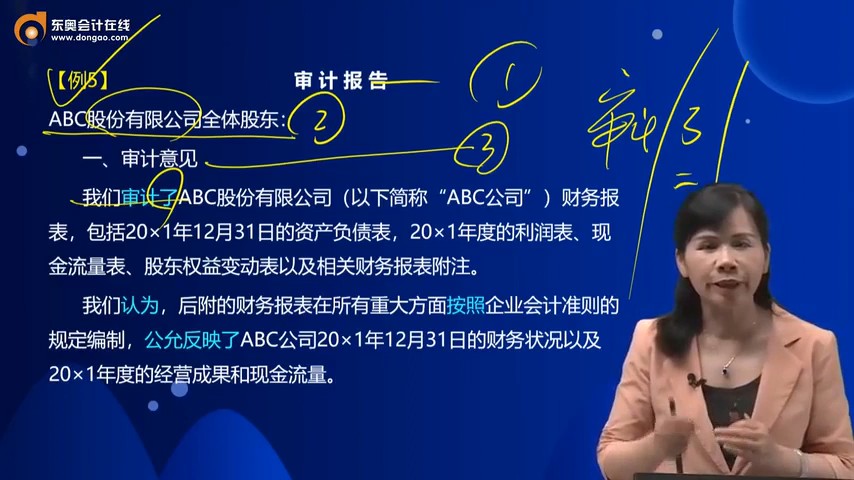 东奥会计在线
www.dongao.com
【例5】 审计报告 ①
ABC股份有限公司全体股东： ②
一、审计意见 ③
我们审计了ABC股份有限公司（以下简称“ABC公司”）财务报
表，包括20×1年12月31日的资产负债表，20×1年度的利润表、现
金流量表、股东权益变动表以及相关财务报表附注。
我们认为，后附的财务报表在所有重大方面按照企业会计准则的
规定编制，公允反映了ABC公司20×1年12月31日的财务状况以及
20×1年度的经营成果和现金流量。
审计 3
二